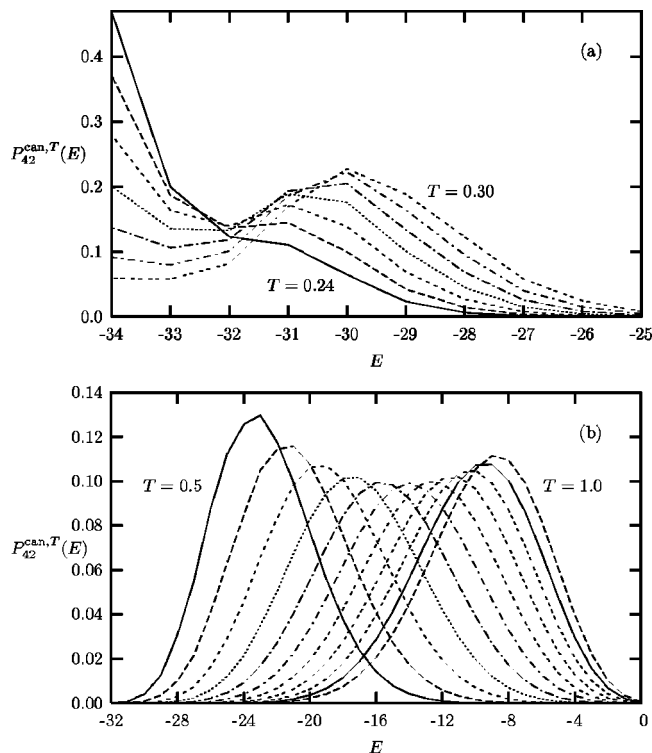 (a)
0.4
0.3
P_{42}^{can,T}(E)
0.2
T = 0.30
0.1
T = 0.24
0.0
-34 -33 -32 -31 -30 -29 -28 -27 -26 -25
E
0.14
(b)
0.12
0.10
T = 0.5
T = 1.0
0.08
P_{42}^{can,T}(E)
0.06
0.04
0.02
0.00
-32 -28 -24 -20 -16 -12 -8 -4 0
E